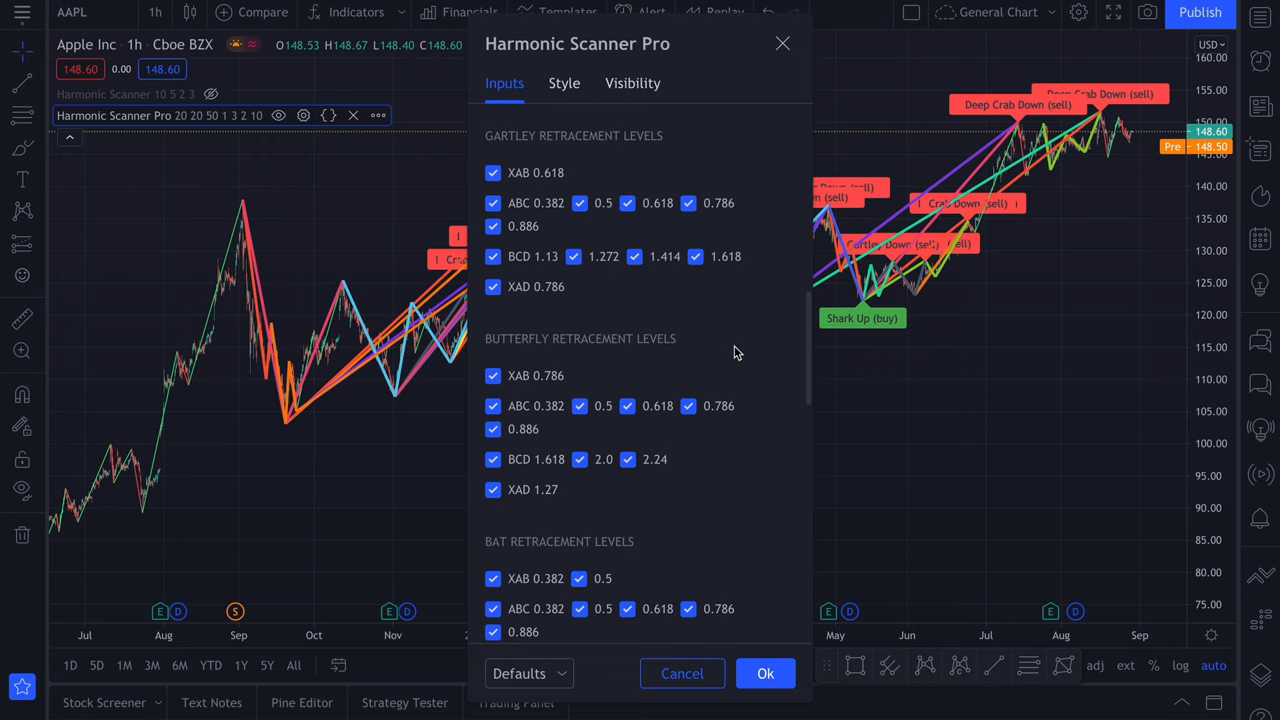 AAPL 1h Compare Indicators Financials Templates Alert Replay General Chart Publish
Apple Inc · 1h · Cboe BZX O148.53 H148.67 L148.40 C148.60
148.60 0.00 148.60
Harmonic Scanner 10 5 2 3
Harmonic Scanner Pro 20 20 50 1 3 2 10
Harmonic Scanner Pro
Inputs Style Visibility
GARTLEY RETRACEMENT LEVELS
XAB 0.618
ABC 0.382 0.5 0.618 0.786
0.886
BCD 1.13 1.272 1.414 1.618
XAD 0.786
BUTTERFLY RETRACEMENT LEVELS
XAB 0.786
ABC 0.382 0.5 0.618 0.786
0.886
BCD 1.618 2.0 2.24
XAD 1.27
BAT RETRACEMENT LEVELS
XAB 0.382 0.5
ABC 0.382 0.5 0.618 0.786
0.886
Defaults Cancel Ok
Deep Crab Down (sell)
Deep Crab Down (sell)
Down (sell)
(sell)
Crab Down (sell)
Gartley Down (sell)
(sell)
Shark Up (buy)
USD
160.00
155.00
150.00
148.60
Pre 148.50
145.00
140.00
135.00
130.00
125.00
120.00
115.00
110.00
105.00
100.00
95.00
90.00
85.00
80.00
75.00
E D S E D E D E D
Jul Aug Sep Oct Nov May Jun Jul Aug Sep
1D 5D 1M 3M 6M YTD 1Y 5Y All adj ext % log auto
Stock Screener Text Notes Pine Editor Strategy Tester Trading Panel